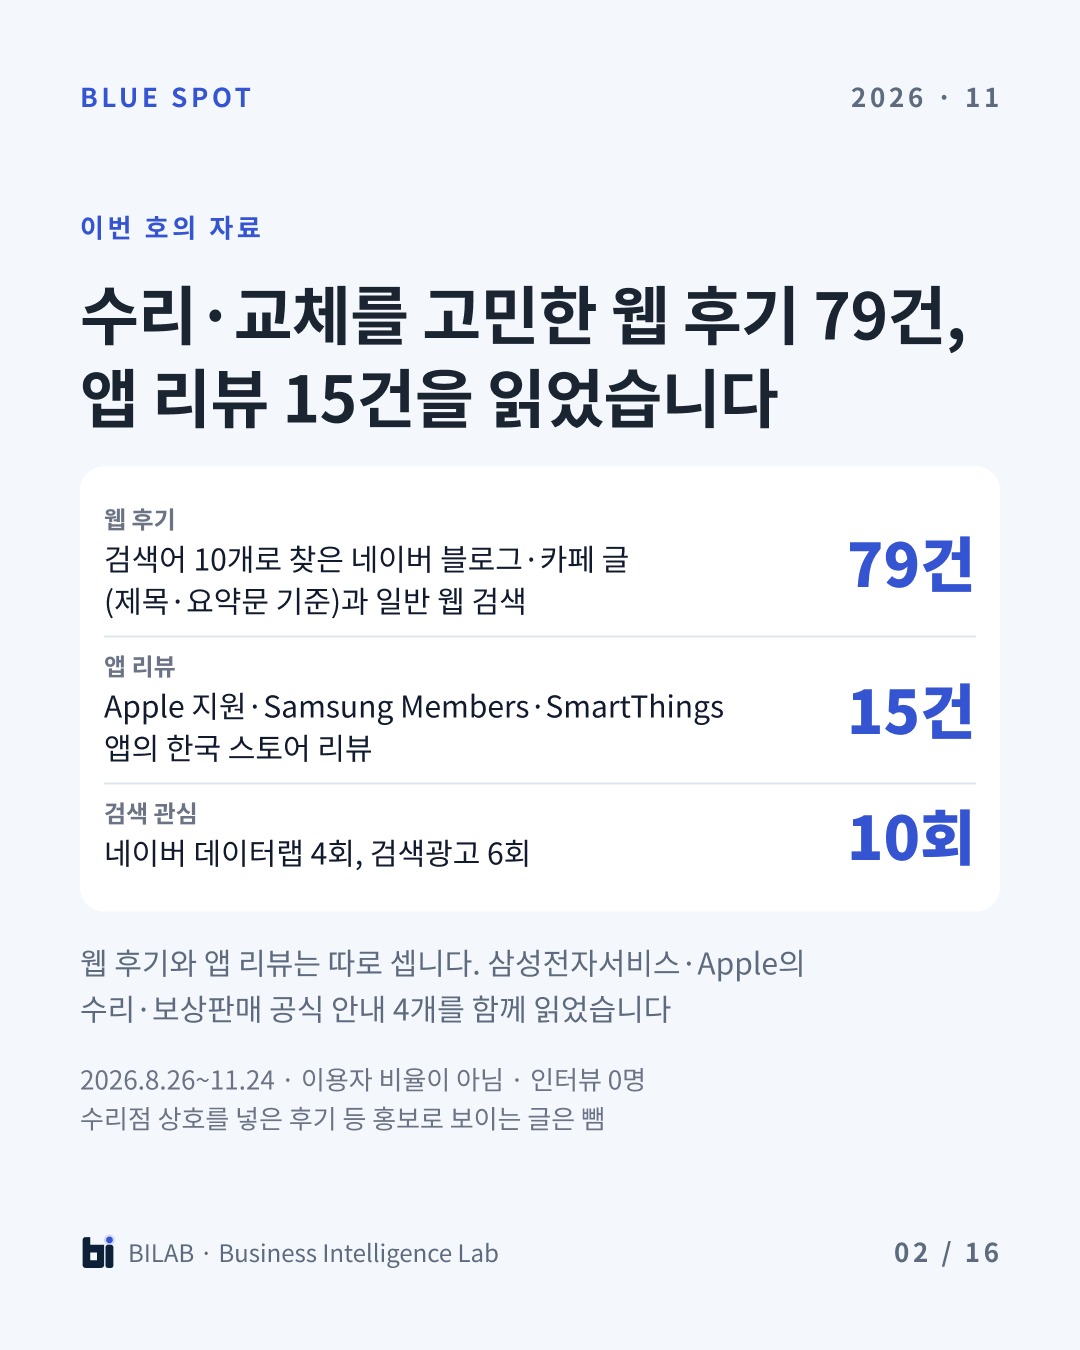 BLUE SPOT
2026 · 11
이번 호의 자료
수리·교체를 고민한 웹 후기 79건,
앱 리뷰 15건을 읽었습니다
웹 후기
검색어 10개로 찾은 네이버 블로그·카페 글
(제목·요약문 기준)과 일반 웹 검색
79건
앱 리뷰
Apple 지원·Samsung Members·SmartThings
앱의 한국 스토어 리뷰
15건
검색 관심
네이버 데이터랩 4회, 검색광고 6회
10회
웹 후기와 앱 리뷰는 따로 셉니다. 삼성전자서비스·Apple의
수리·보상판매 공식 안내 4개를 함께 읽었습니다
2026.8.26~11.24 · 이용자 비율이 아님 · 인터뷰 0명
수리점 상호를 넣은 후기 등 홍보로 보이는 글은 뺌
bi BILAB · Business Intelligence Lab
02 / 16